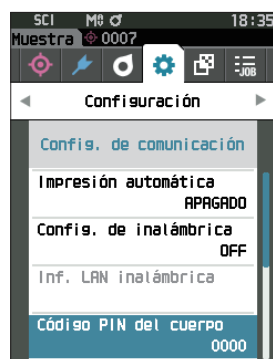 SCI M0 18:35
Muestra 0007
-JOB
Configuración
Config. de comunicación
Impresión automática
APAGADO
Config. de inalámbrica
OFF
Inf. LAN inalámbrica
Código PIN del cuerpo
0000